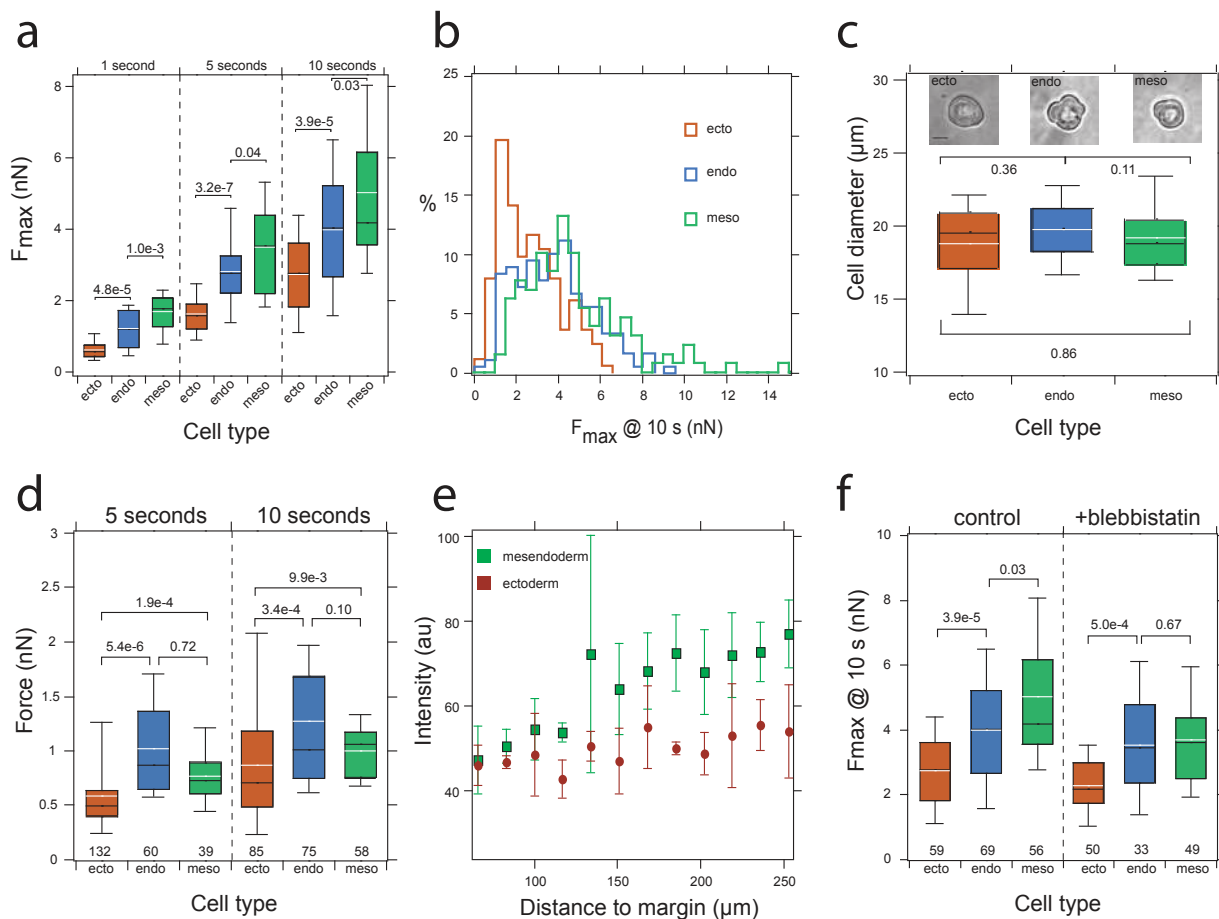 a
1 second 5 seconds 10 seconds
8
6
4
2
0
F_max (nN)
4.8e-5
1.0e-3
3.2e-7
0.04
3.9e-5
0.03
ecto endo meso ecto endo meso ecto endo meso
Cell type
b
25
20
15
10
5
0
%
ecto
endo
meso
0 2 4 6 8 10 12 14
F_max @ 10 s (nN)
c
30
26
23
19
15
10
Cell diameter (µm)
ecto endo meso
0.36 0.11
0.86
ecto endo meso
Cell type
d
5 seconds 10 seconds
3
2.5
2
1.5
1
0.5
0
Force (nN)
1.9e-4
5.4e-6 0.72
9.9e-3
3.4e-4 0.10
132 60 39 85 75 58
ecto endo meso ecto endo meso
Cell type
e
100
80
60
40
Intensity (au)
mesendoderm
ectoderm
100 150 200 250
Distance to margin (µm)
f
control +blebbistatin
10
8
6
4
2
0
Fmax @ 10 s (nN)
3.9e-5
0.03
5.0e-4 0.67
59 69 56 50 33 49
ecto endo meso ecto endo meso
Cell type